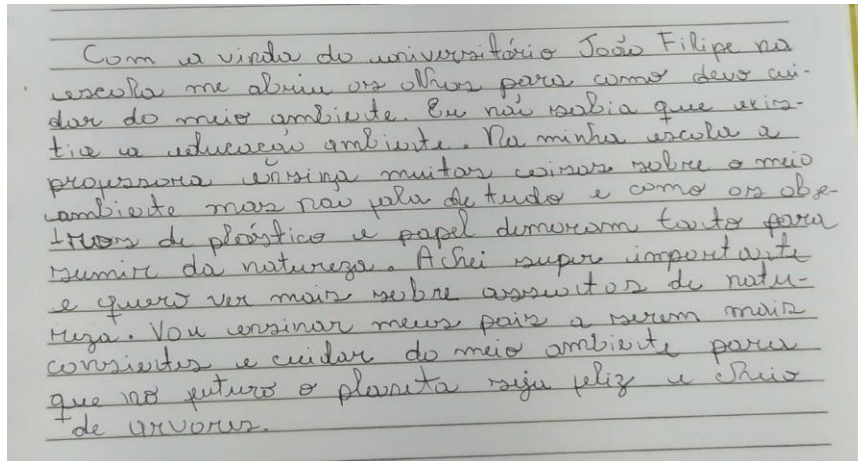 Com a vinda do universitário João Filipe na
escola me abriu os olhos para como devo cui-
dar do meio ambiente. Eu não sabia que exis-
tia a educação ambiente. Na minha escola a
professora ensina muitas coisas sobre o meio
ambiente mas não fala de tudo e como os obje-
tivos de plástico e papel demoram tanto para
sumir da natureza. Achei super importante
e quero ver mais sobre assuntos de natu-
reza. Vou ensinar meus pais a serem mais
consientes e cuidar do meio ambiente para
que no futuro o planeta seja feliz e cheio
de arvores.